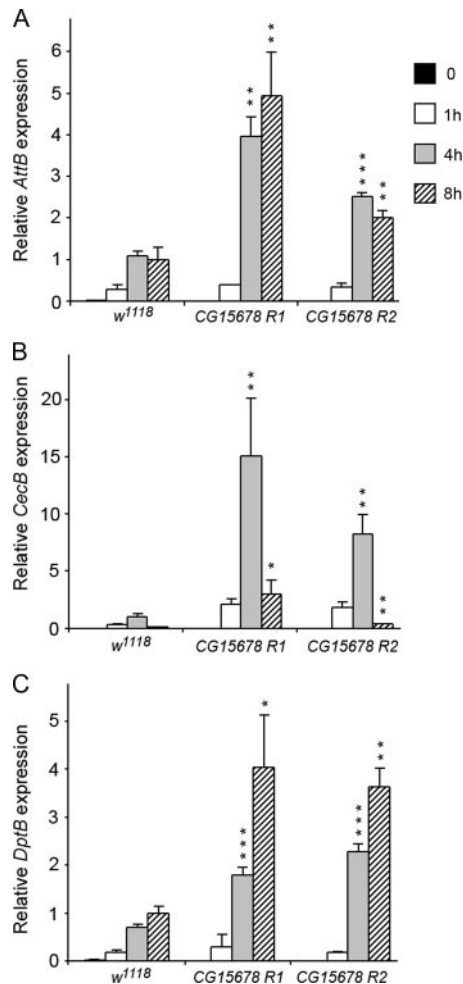 A
Relative AttB expression
6
5
4
3
2
1
0
* *
* *
* * *
* *
0
1h
4h
8h
w1118
CG15678 R1
CG15678 R2
B
Relative CecB expression
20
15
10
5
0
* *
*
* *
* *
w1118
CG15678 R1
CG15678 R2
C
Relative DptB expression
5
4
3
2
1
0
* * *
*
* * *
* *
w1118
CG15678 R1
CG15678 R2